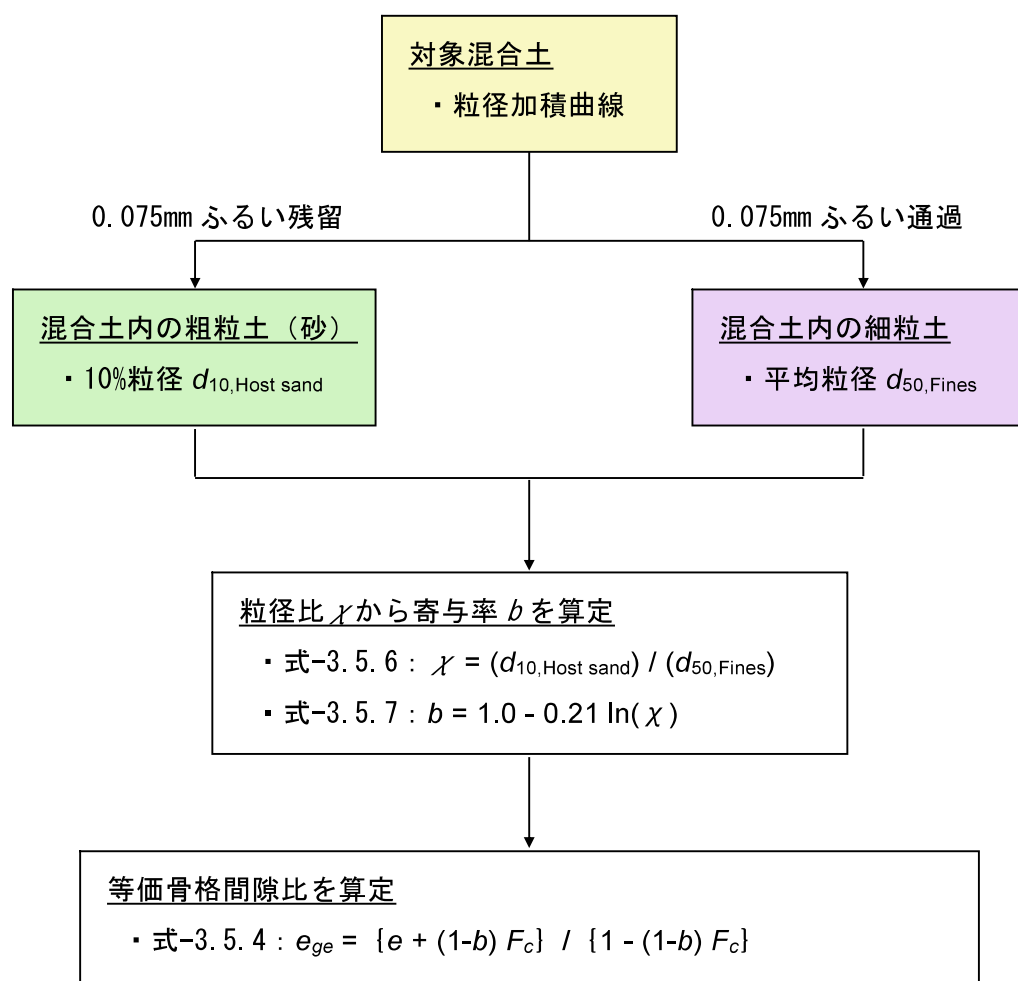 対象混合土
・粒径加積曲線
0.075mm ふるい残留
0.075mm ふるい通過
混合土内の粗粒土（砂）
・10%粒径 d10,Host sand
混合土内の細粒土
・平均粒径 d50,Fines
粒径比χから寄与率 b を算定
・式-3.5.6：χ = (d10,Host sand) / (d50,Fines)
・式-3.5.7：b = 1.0 - 0.21 ln(χ)
等価骨格間隙比を算定
・式-3.5.4：ege = {e + (1-b) Fc} / {1 - (1-b) Fc}